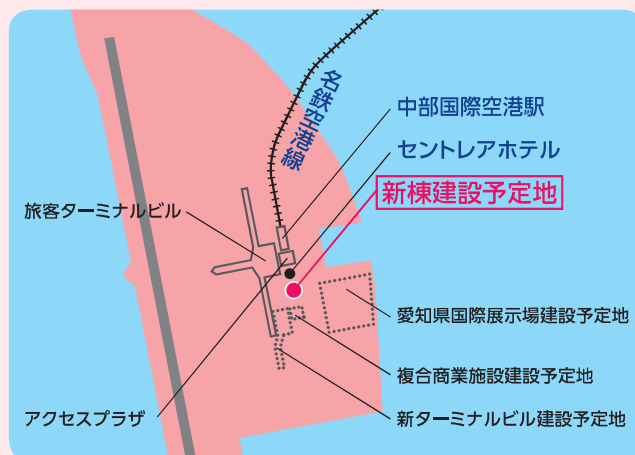 名鉄空港線
中部国際空港駅
セントレアホテル
新棟建設予定地
旅客ターミナルビル
愛知県国際展示場建設予定地
複合商業施設建設予定地
アクセスプラザ
新ターミナルビル建設予定地